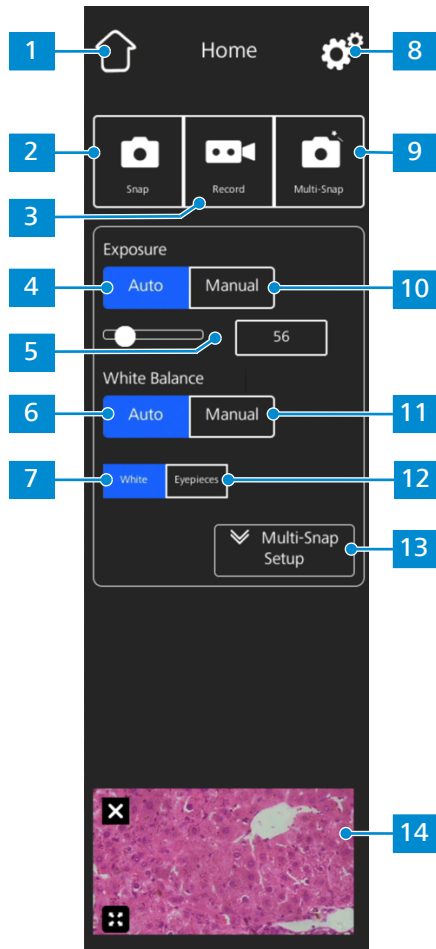 1
Home
8
2
Snap
Record
Multi-Snap
9
3
Exposure
4
Auto
Manual
10
5
56
White Balance
6
Auto
Manual
11
7
White
Eyepieces
12
Multi-Snap
Setup
13
14